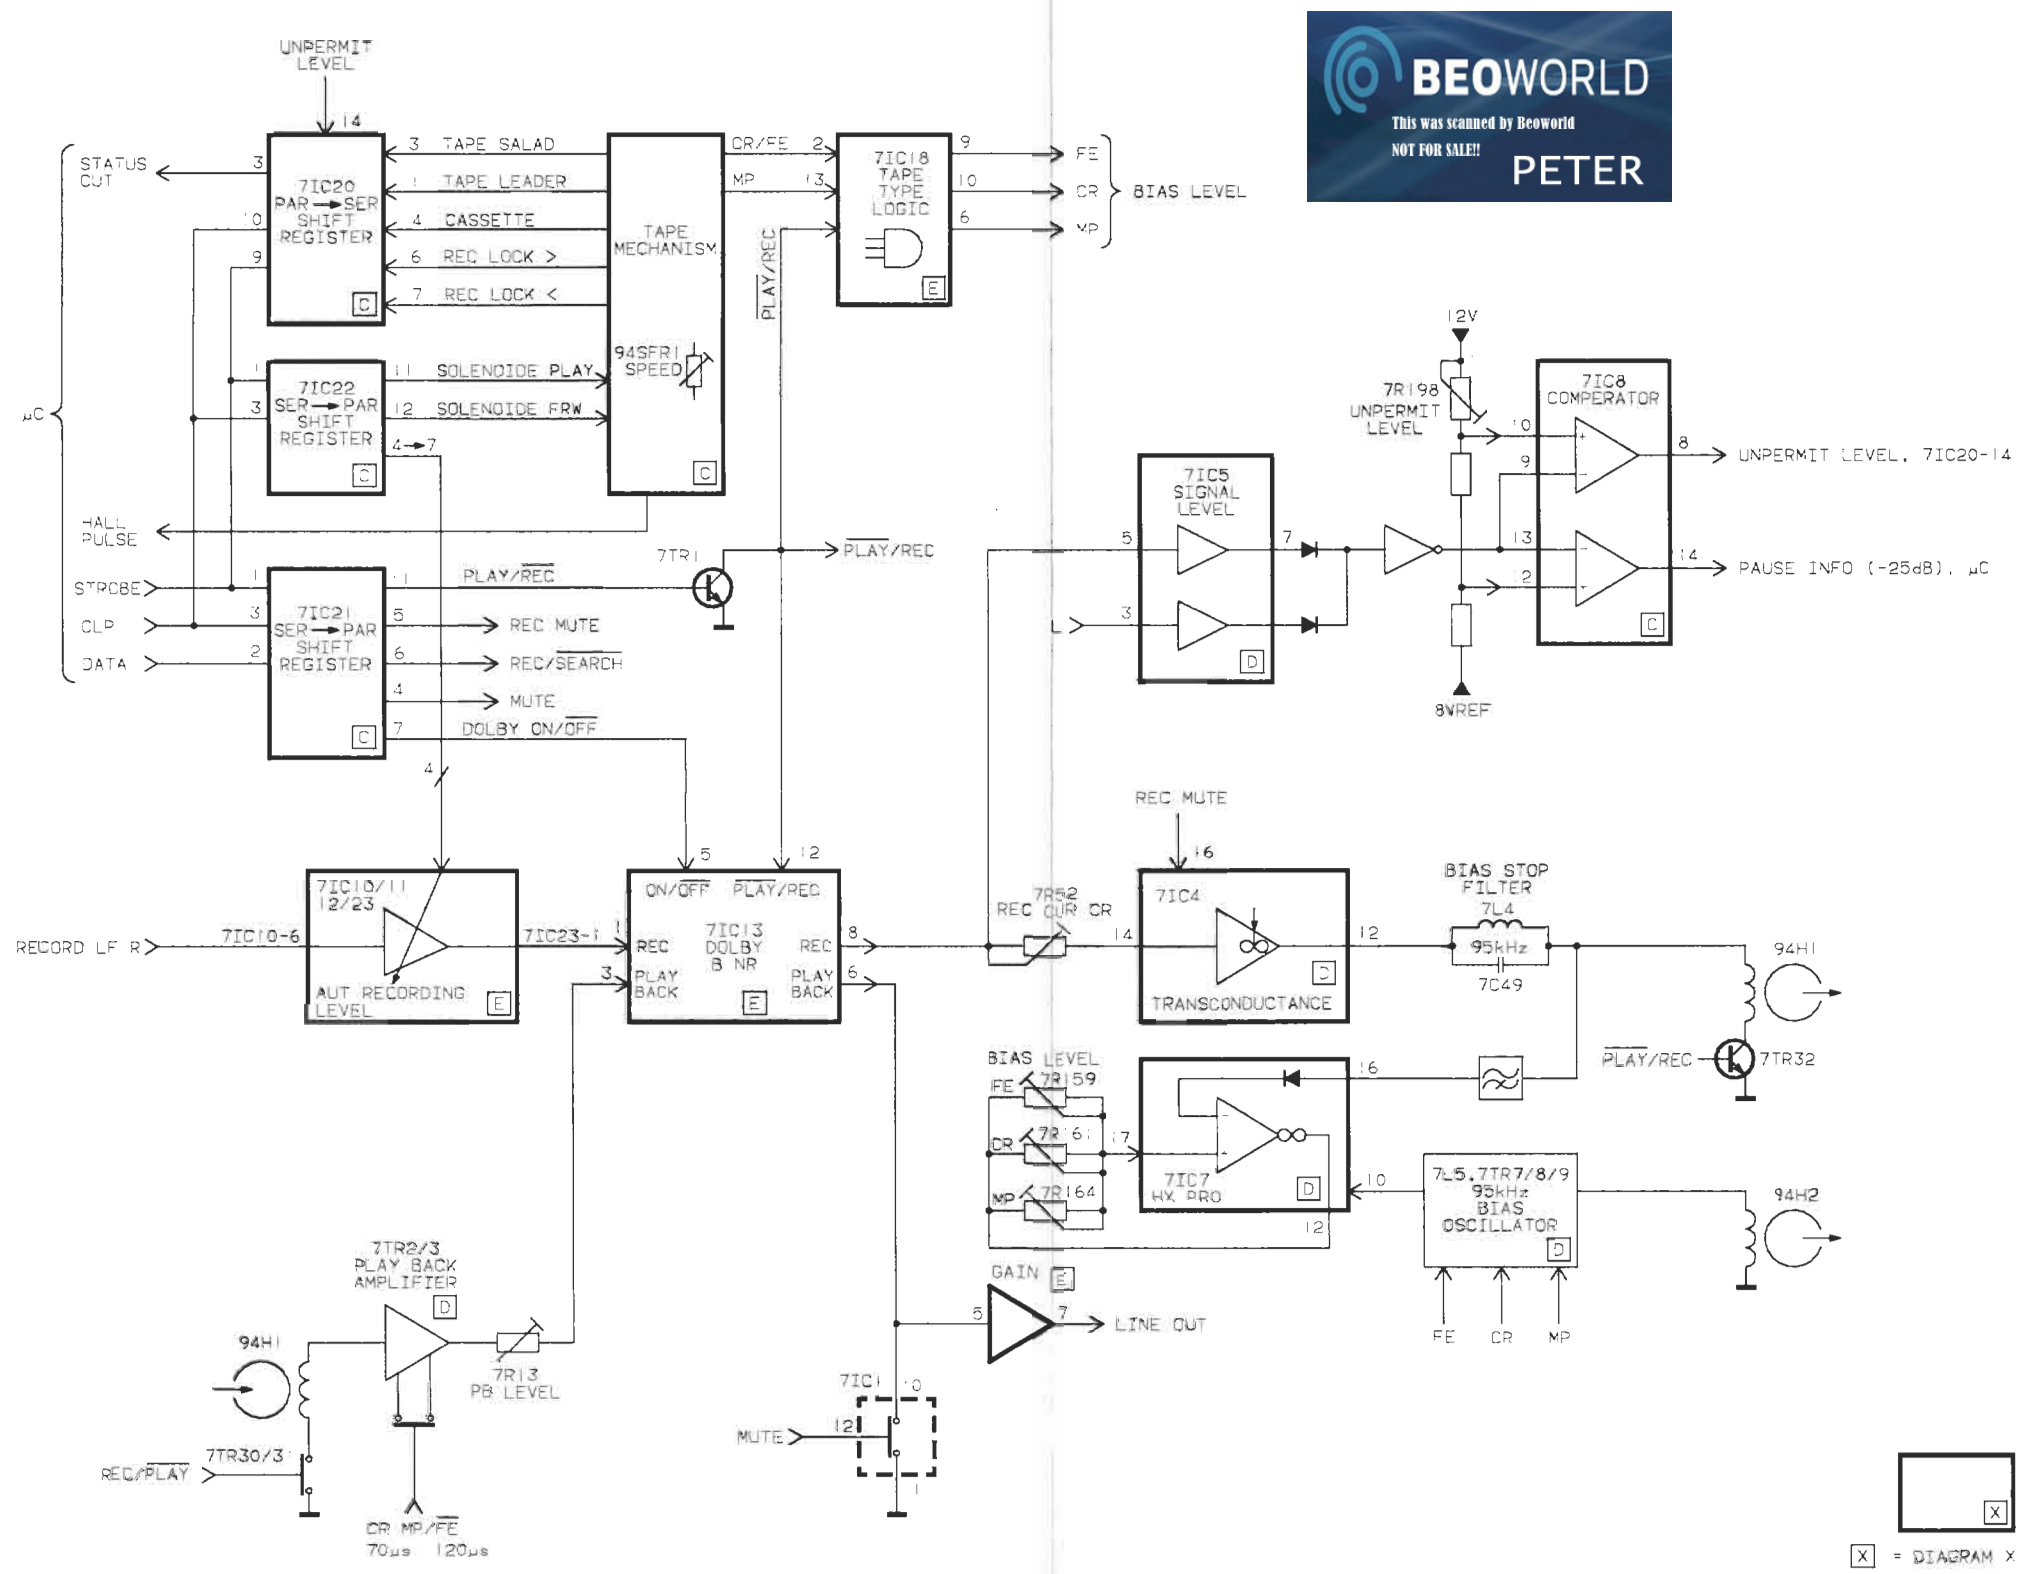 UNPERMIT
LEVEL
14
BEOWORLD
This was scanned by Beoworld
NOT FOR SALE!!
PETER
STATUS
3
7IC20
PAR → SER
SHIFT
REGISTER
10
9
C
3 TAPE SALAD
1 TAPE LEADER
4 CASSETTE
6 REC LOCK >
7 REC LOCK <
TAPE
MECHANISM
94SFR1
SPEED
C
CR/FE 2
MP 13
PLAY/REC
7IC18
TAPE
TYPE
LOGIC
E
9 FE
10 CR
6 MP
BIAS LEVEL
µC
1
3
7IC22
SER → PAR
SHIFT
REGISTER
C
11 SOLENOIDE PLAY
12 SOLENOIDE FRW
4→7
HALL
PULSE
STROBE
CLP
DATA
1
3
2
7IC21
SER → PAR
SHIFT
REGISTER
C
11 PLAY/REC
5 REC MUTE
6 REC/SEARCH
4 MUTE
7 DOLBY ON/OFF
4
7TR1
PLAY/REC
12V
7R198
UNPERMIT
LEVEL
8VREF
7IC5
SIGNAL
LEVEL
D
5
L
3
7
7IC8
COMPERATOR
10
9
13
12
C
8 UNPERMIT LEVEL, 7IC20-14
14 PAUSE INFO (-25dB), µC
RECORD LF R
7IC10-6
7IC10/11
12/23
AUT RECORDING
LEVEL
E
7IC23-1
5
12
ON/OFF PLAY/REC
7IC13
DOLBY
B NR
E
1 REC
3 PLAY
BACK
REC 8
PLAY
BACK 6
7R52
REC CUR CR
14
REC MUTE
16
7IC4
D
TRANSCONDUCTANCE
12
BIAS STOP
FILTER
7L4
95kHz
7C49
94H1
PLAY/REC
7TR32
BIAS LEVEL
FE 7R159
CR 7R161
MP 7R164
17
7IC7
HX PRO
D
16
10
12
7L5,7TR7/8/9
95kHz
BIAS
OSCILLATOR
D
FE CR MP
94H2
GAIN E
5
7
LINE OUT
7TR2/3
PLAY BACK
AMPLIFIER
D
94H1
7R13
PB LEVEL
REC/PLAY
CR MP/FE
70µs 120µs
7IC1
10
MUTE
12
1
X
X = DIAGRAM X